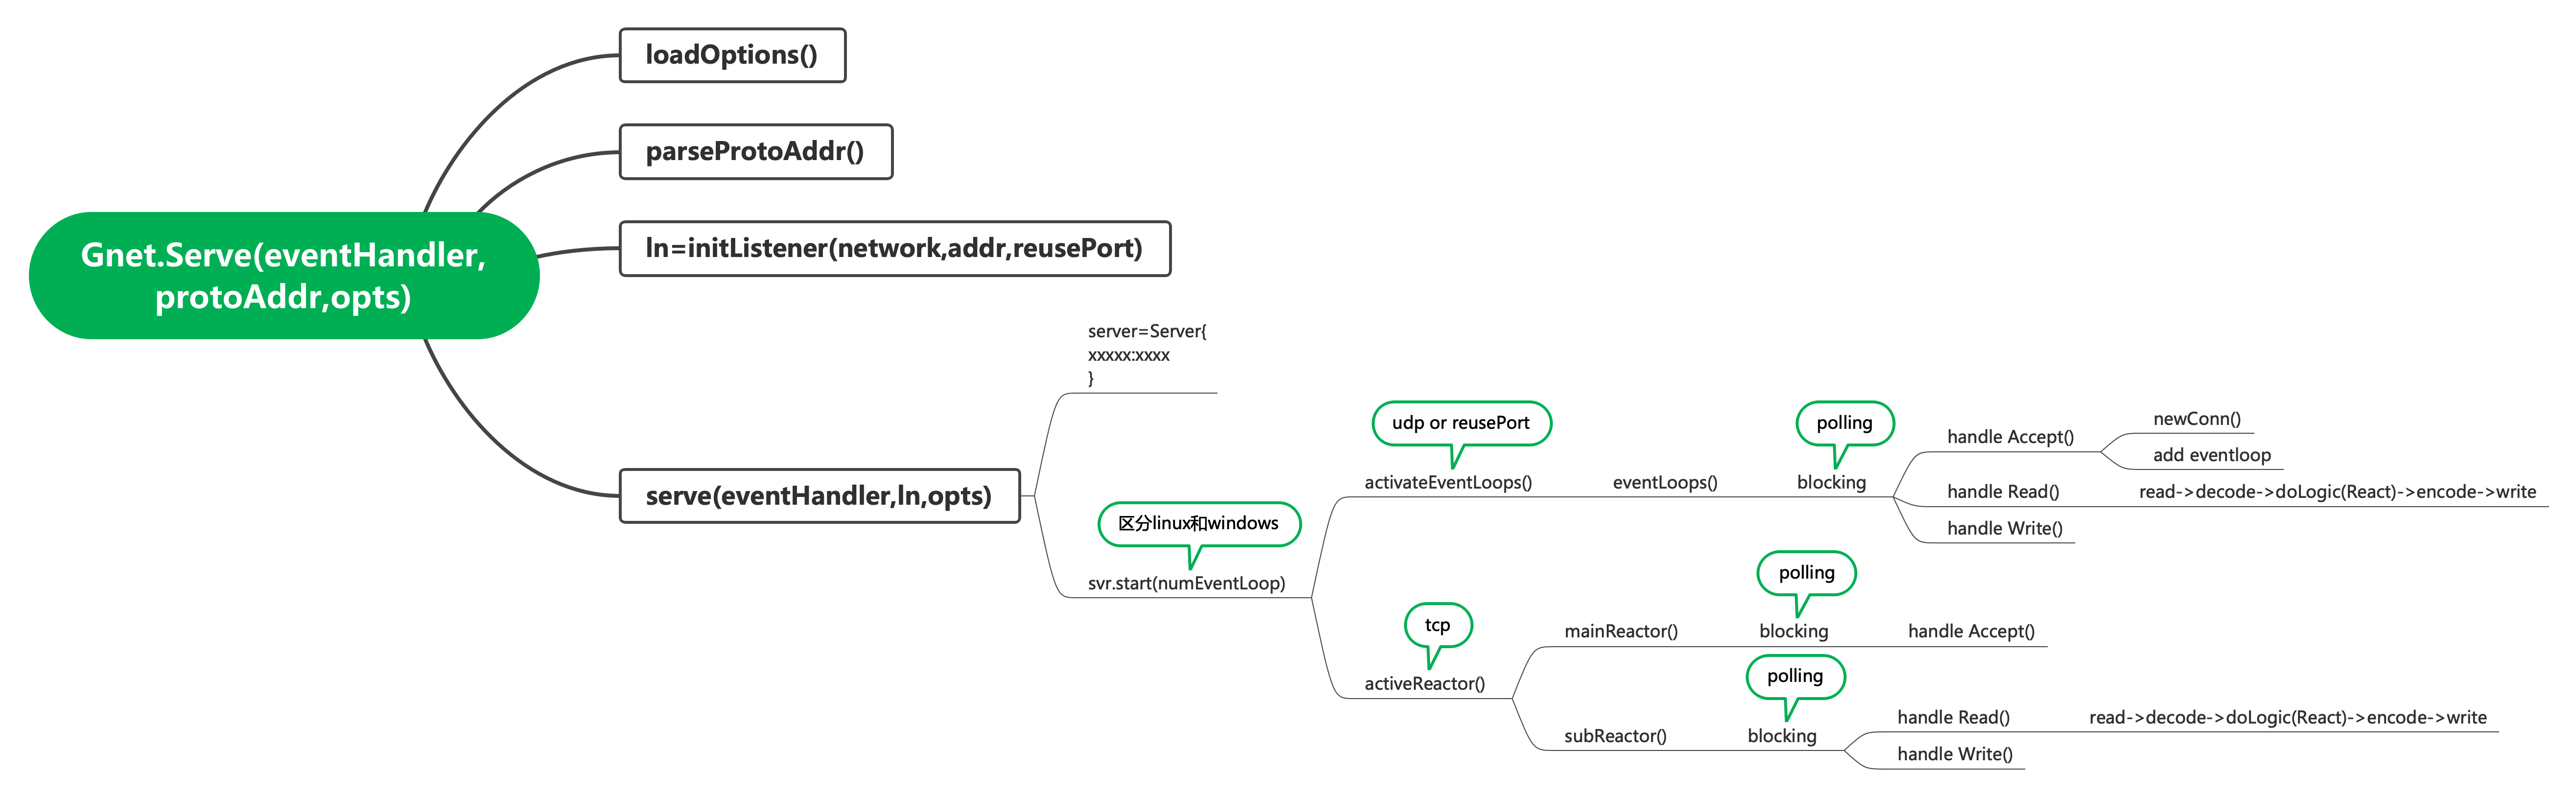 Gnet.Serve(eventHandler,
protoAddr,opts)
loadOptions()
parseProtoAddr()
ln=initListener(network,addr,reusePort)
serve(eventHandler,ln,opts)
server=Server{
xxxxx:xxxx
}
区分linux和windows
svr.start(numEventLoop)
udp or reusePort
activateEventLoops()
eventLoops()
polling
blocking
handle Accept()
newConn()
add eventloop
handle Read()
read->decode->doLogic(React)->encode->write
handle Write()
tcp
activeReactor()
mainReactor()
polling
blocking
handle Accept()
subReactor()
polling
blocking
handle Read()
read->decode->doLogic(React)->encode->write
handle Write()